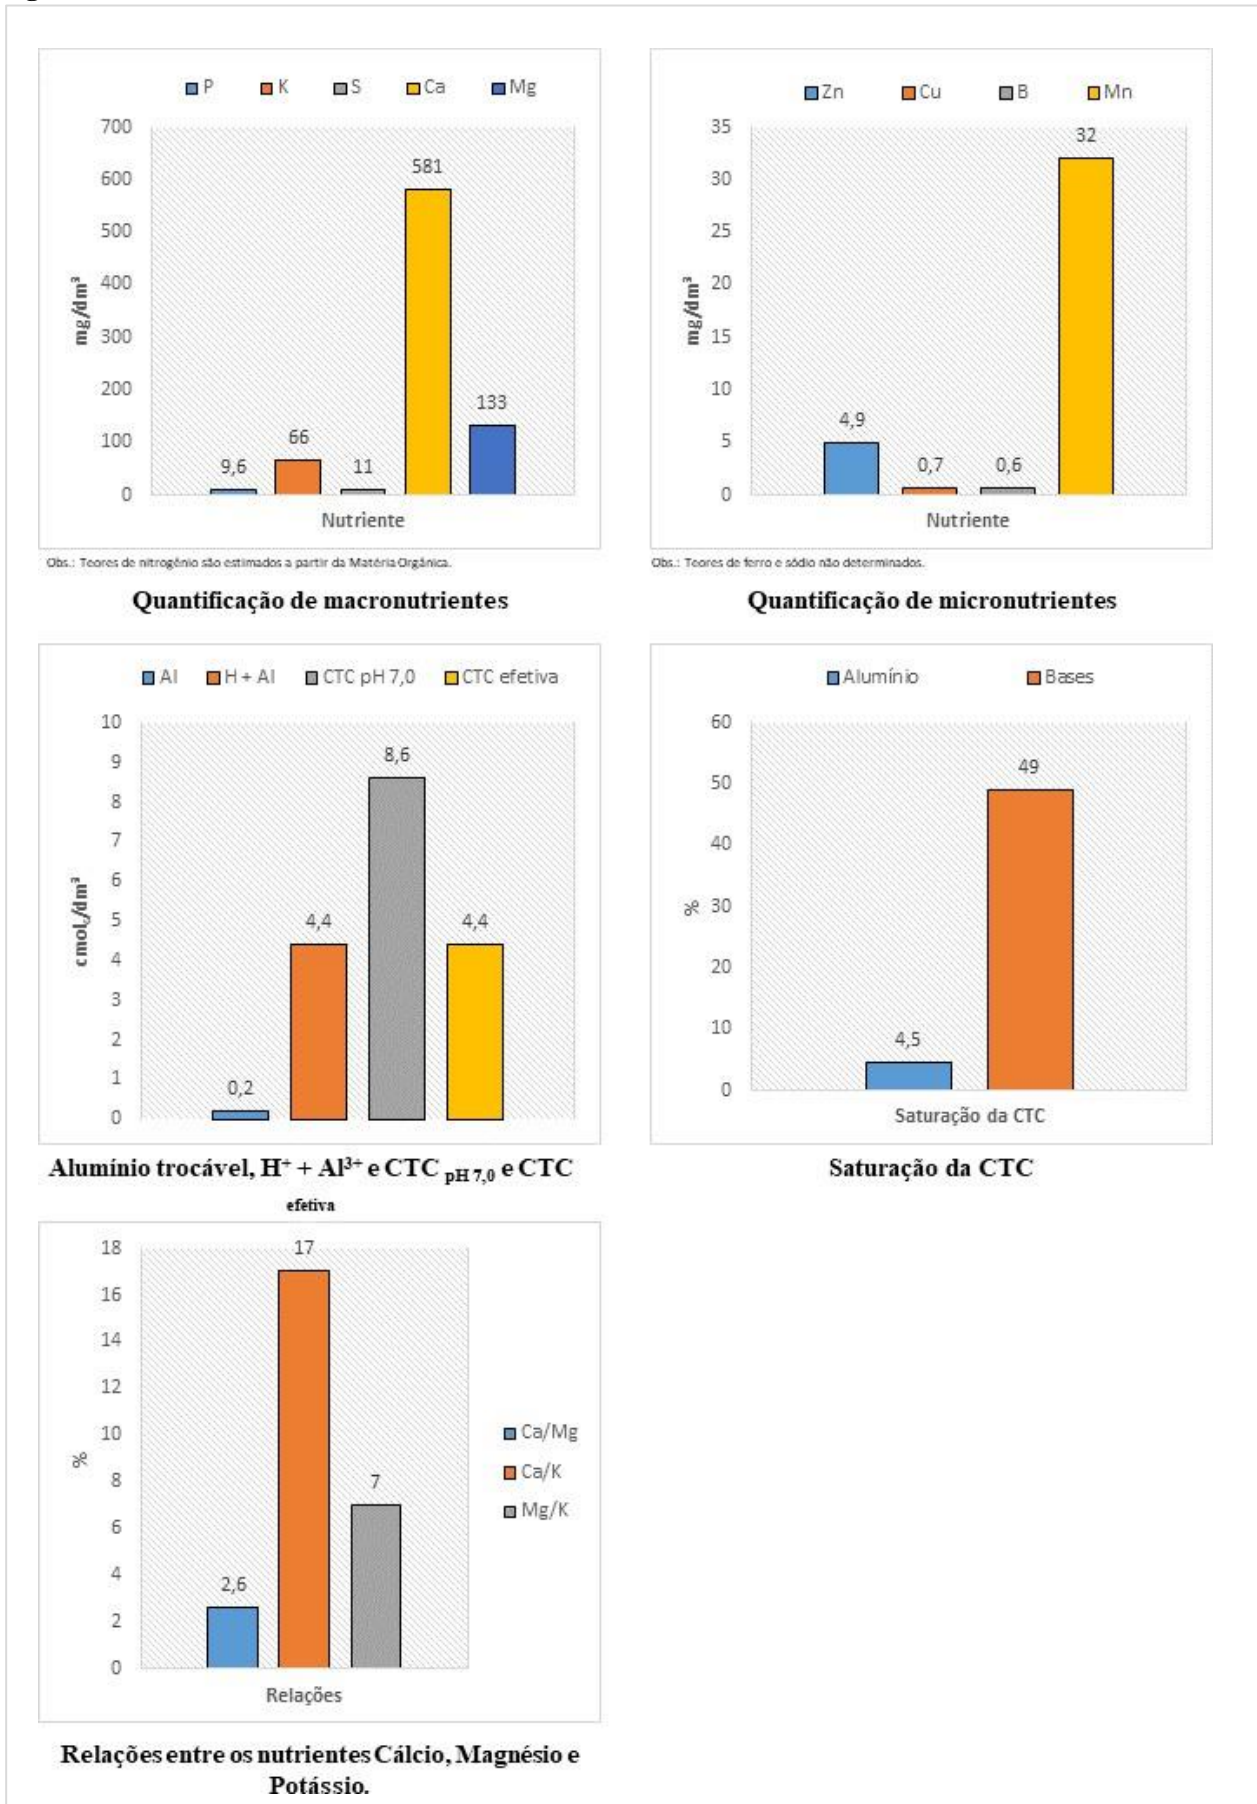 P K S Ca Mg
700
600
500
400
300
200
100
0
mg/dm³
9,6
66
11
581
133
Nutriente
Obs.: Teores de nitrogênio são estimados a partir da Matéria Orgânica.
Quantificação de macronutrientes
Zn Cu B Mn
35
30
25
20
15
10
5
0
mg/dm³
4,9
0,7
0,6
32
Nutriente
Obs.: Teores de ferro e sódio não determinados.
Quantificação de micronutrientes
Al H + Al CTC pH 7,0 CTC efetiva
10
9
8
7
6
5
4
3
2
1
0
cmolc/dm³
0,2
4,4
8,6
4,4
Alumínio trocável, H⁺ + Al³⁺ e CTC pH 7,0 e CTC
efetiva
Alumínio Bases
60
50
40
30
20
10
0
%
4,5
49
Saturação da CTC
Saturação da CTC
18
16
14
12
10
8
6
4
2
0
%
2,6
17
7
Relações
Ca/Mg
Ca/K
Mg/K
Relações entre os nutrientes Cálcio, Magnésio e
Potássio.